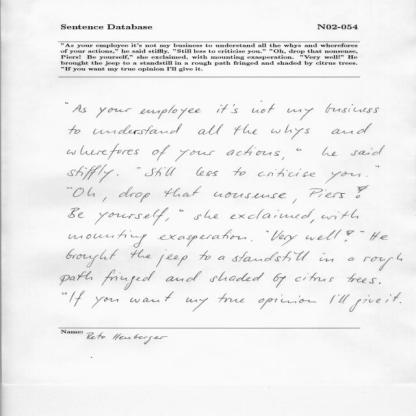 Sentence Database N02-054
"As your employee it's not my business to understand all the whys and wherefores
of your actions," he said stiffly. "Still less to criticise you." "Oh, drop that nonsense,
Piers! Be yourself," she exclaimed, with mounting exasperation. "Very well!" He
brought the jeep to a standstill in a rough path fringed and shaded by citrus trees.
"If you want my true opinion I'll give it.
"As your employee it's not my business
to understand all the whys and
wherefores of your actions," he said
stiffly. "Still less to criticise you."
"Oh, drop that nonsense, Piers!
Be yourself," she exclaimed, with
mounting exasperation. "Very well!" He
brought the jeep to a standstill in a rough
path fringed and shaded by citrus trees.
"If you want my true opinion I'll give it.
Name: Reto